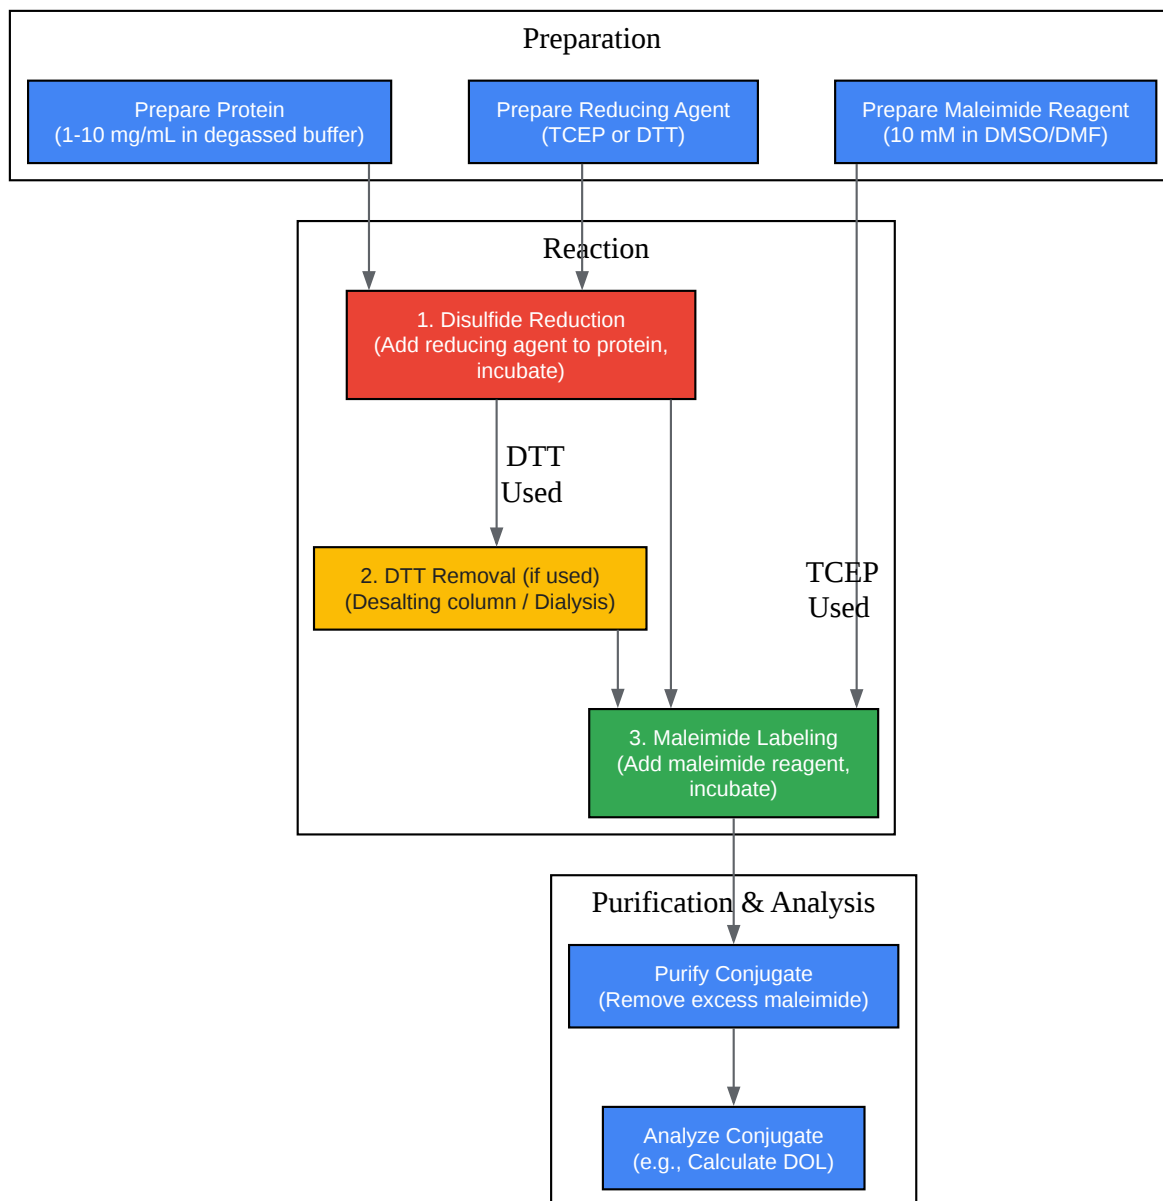 Preparation
Prepare Protein
(1-10 mg/mL in degassed buffer)
Prepare Reducing Agent
(TCEP or DTT)
Prepare Maleimide Reagent
(10 mM in DMSO/DMF)
Reaction
1. Disulfide Reduction
(Add reducing agent to protein,
incubate)
DTT
Used
2. DTT Removal (if used)
(Desalting column / Dialysis)
TCEP
Used
3. Maleimide Labeling
(Add maleimide reagent,
incubate)
Purification & Analysis
Purify Conjugate
(Remove excess maleimide)
Analyze Conjugate
(e.g., Calculate DOL)